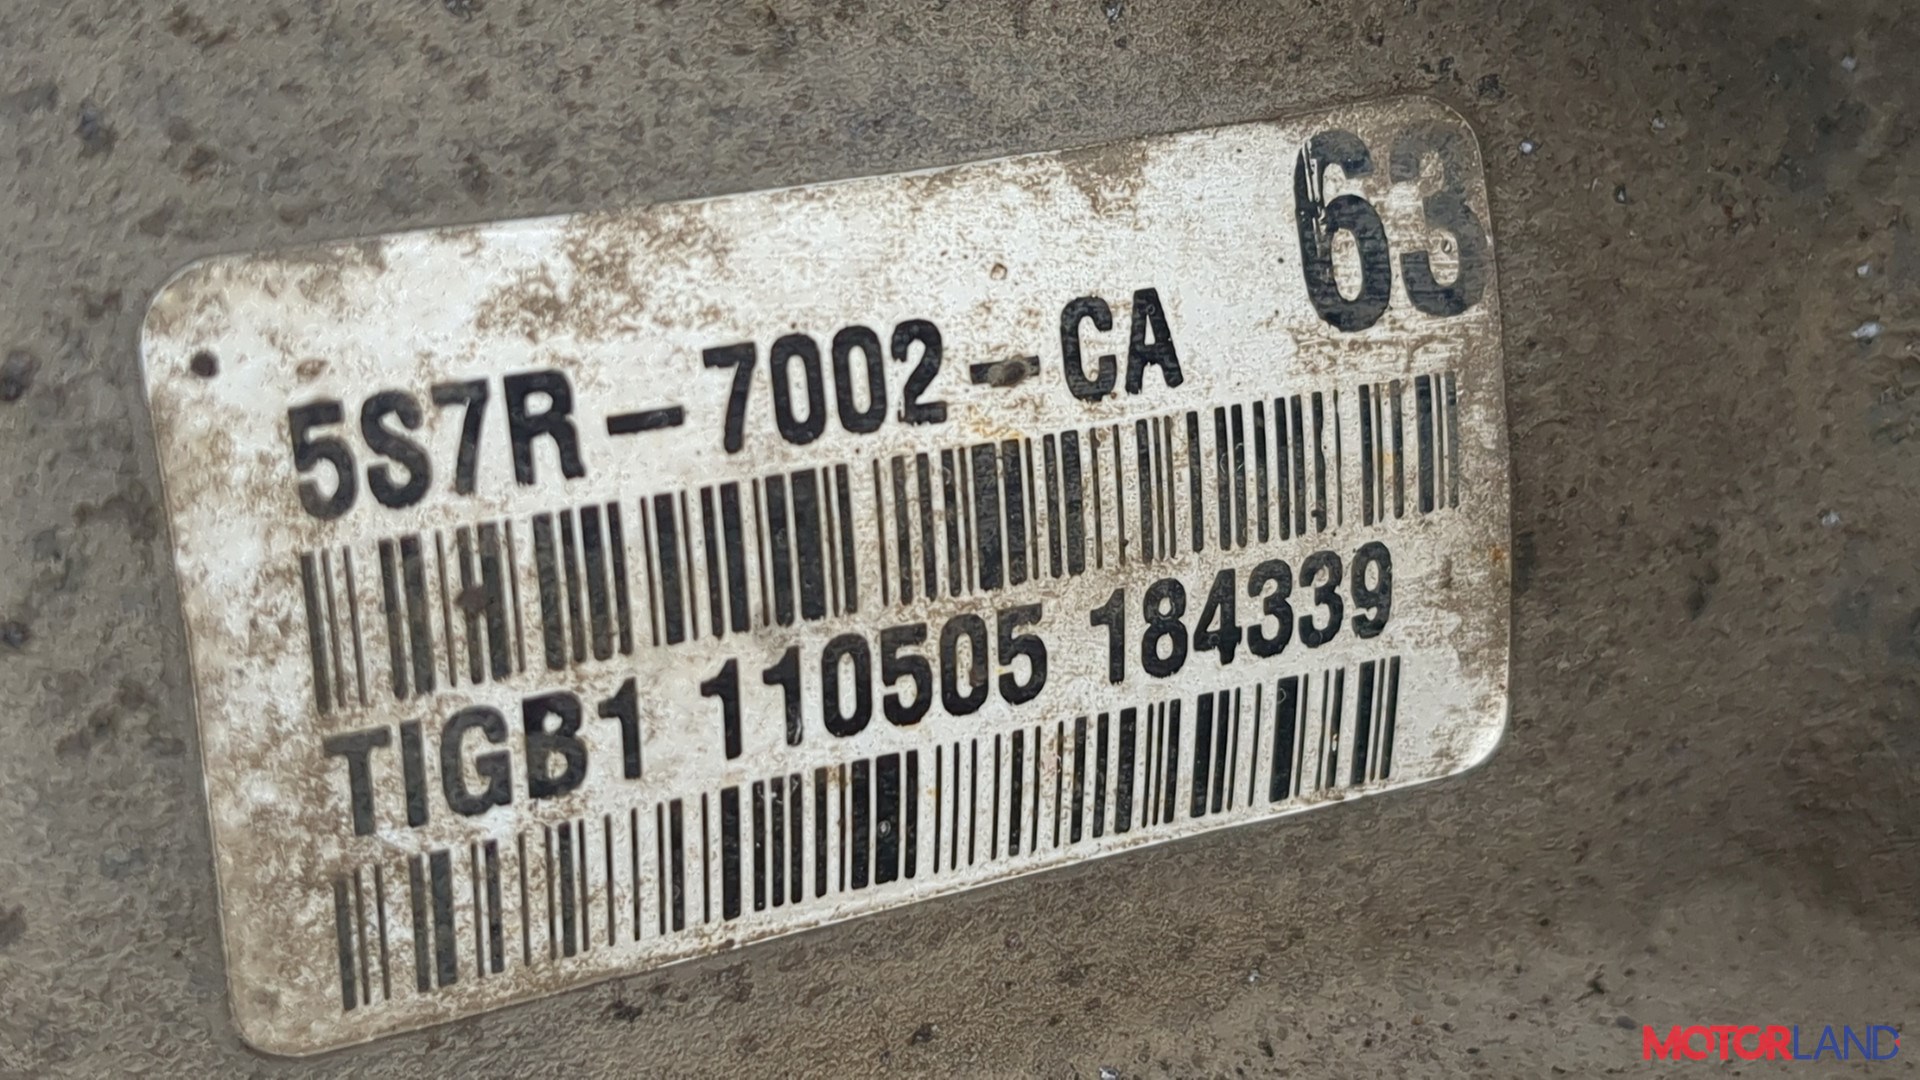 63
5S7R-7002-CA
TIGB1 110505 184339
MOTORLAND